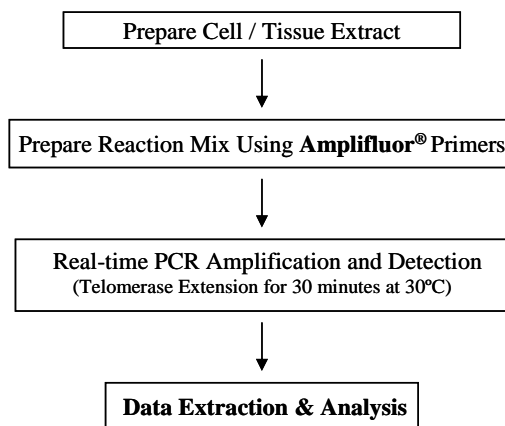 Prepare Cell / Tissue Extract
Prepare Reaction Mix Using Amplifluor® Primers
Real-time PCR Amplification and Detection
(Telomerase Extension for 30 minutes at 30ºC)
Data Extraction & Analysis